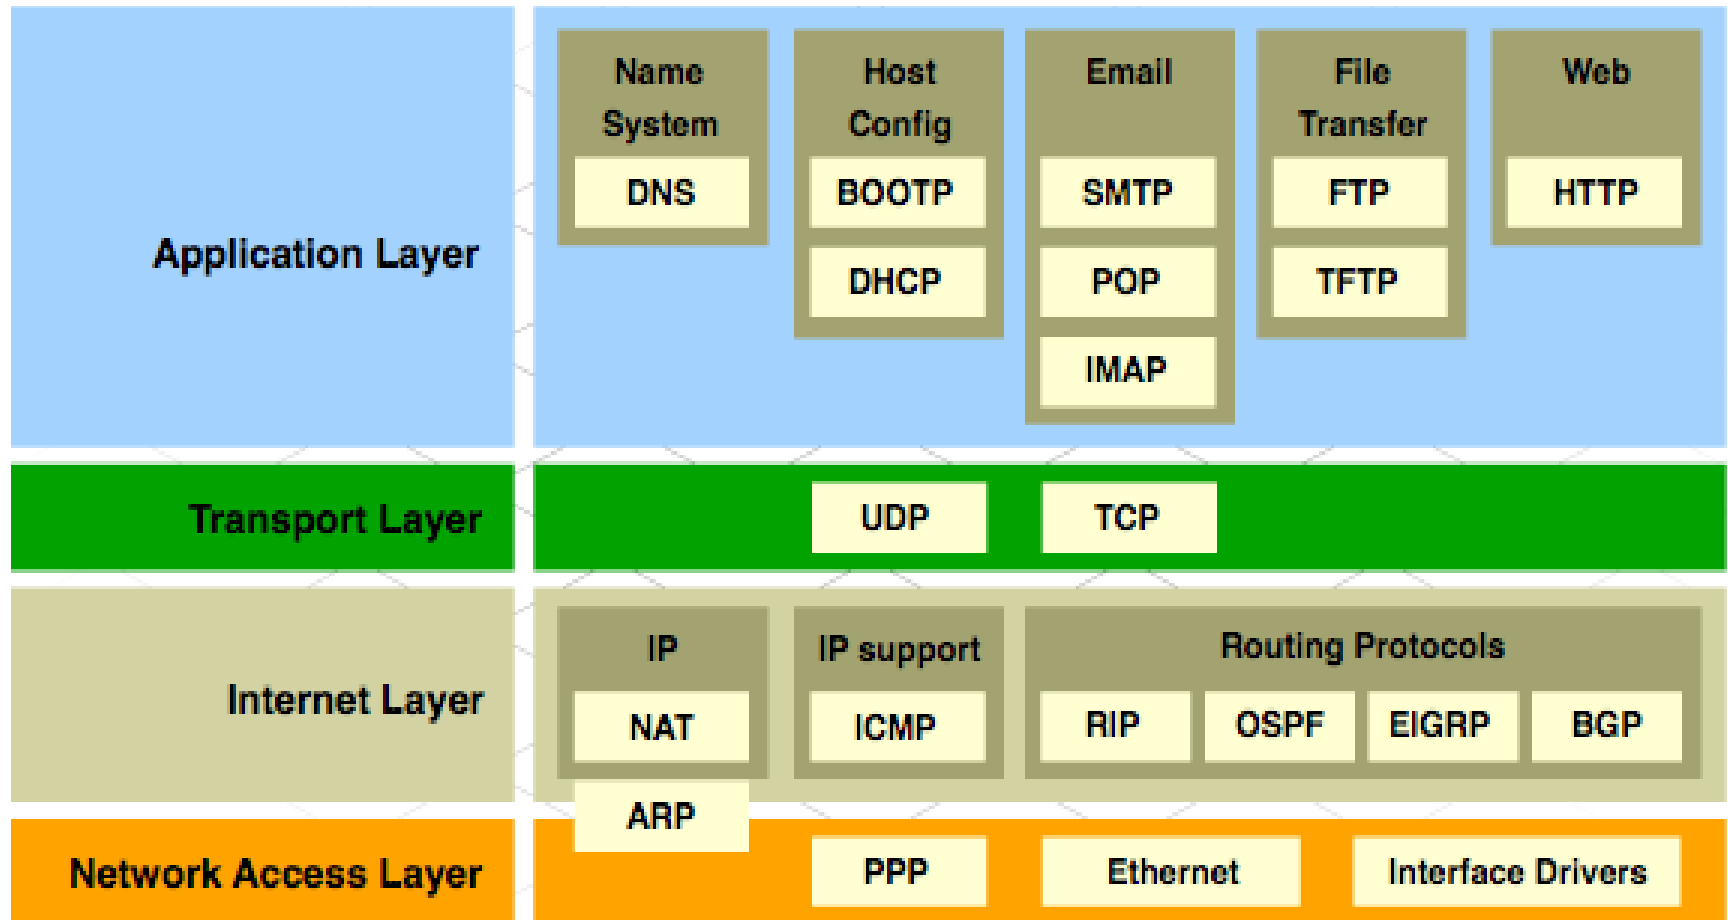 Application Layer
Name
System
DNS
Host
Config
BOOTP
DHCP
Email
SMTP
POP
IMAP
File
Transfer
FTP
TFTP
Web
HTTP
Transport Layer
UDP
TCP
Internet Layer
IP
NAT
ARP
IP support
ICMP
Routing Protocols
RIP
OSPF
EIGRP
BGP
Network Access Layer
PPP
Ethernet
Interface Drivers